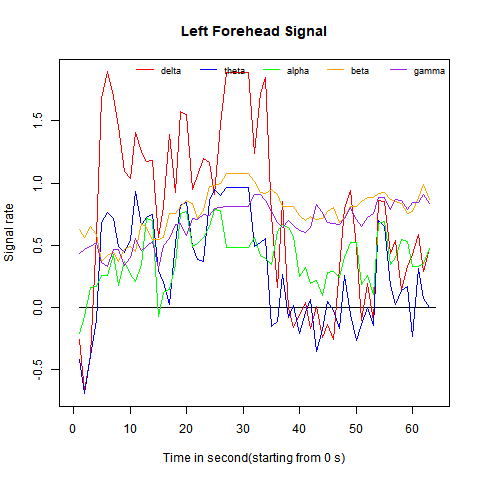 Left Forehead Signal
delta theta alpha beta gamma
Signal rate
1.5
1.0
0.5
0.0
-0.5
0 10 20 30 40 50 60
Time in second(starting from 0 s)